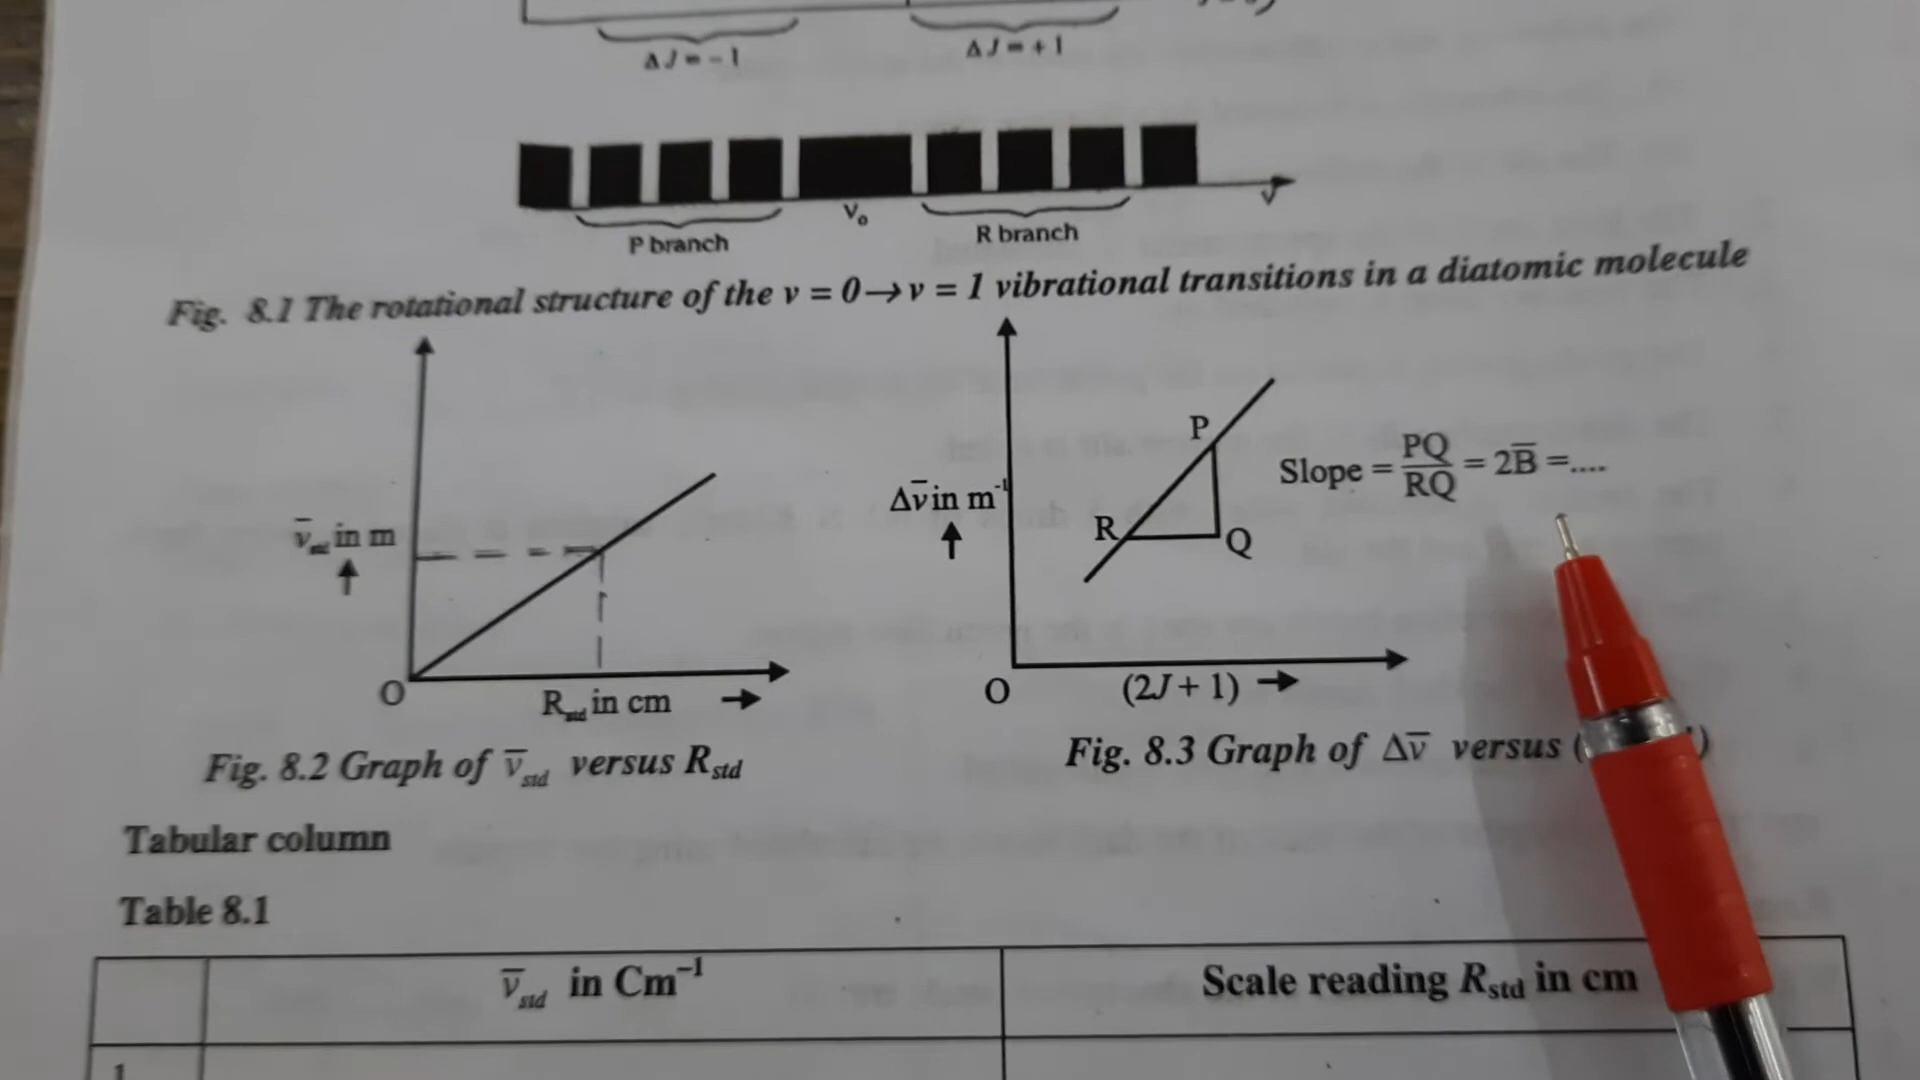 ΔJ = -1
ΔJ = +1
ν₀
ν
P branch
R branch
Fig. 8.1 The rotational structure of the v = 0→v = 1 vibrational transitions in a diatomic molecule
ν̅std in m
O
R std in cm
Δν̅ in m⁻¹
P
R
Q
Slope = PQ/RQ = 2B̅ =....
O
(2J + 1)
Fig. 8.2 Graph of ν̅std versus Rstd
Fig. 8.3 Graph of Δν̅ versus (
)
Tabular column
Table 8.1
ν̅std in Cm⁻¹
Scale reading Rstd in cm
1